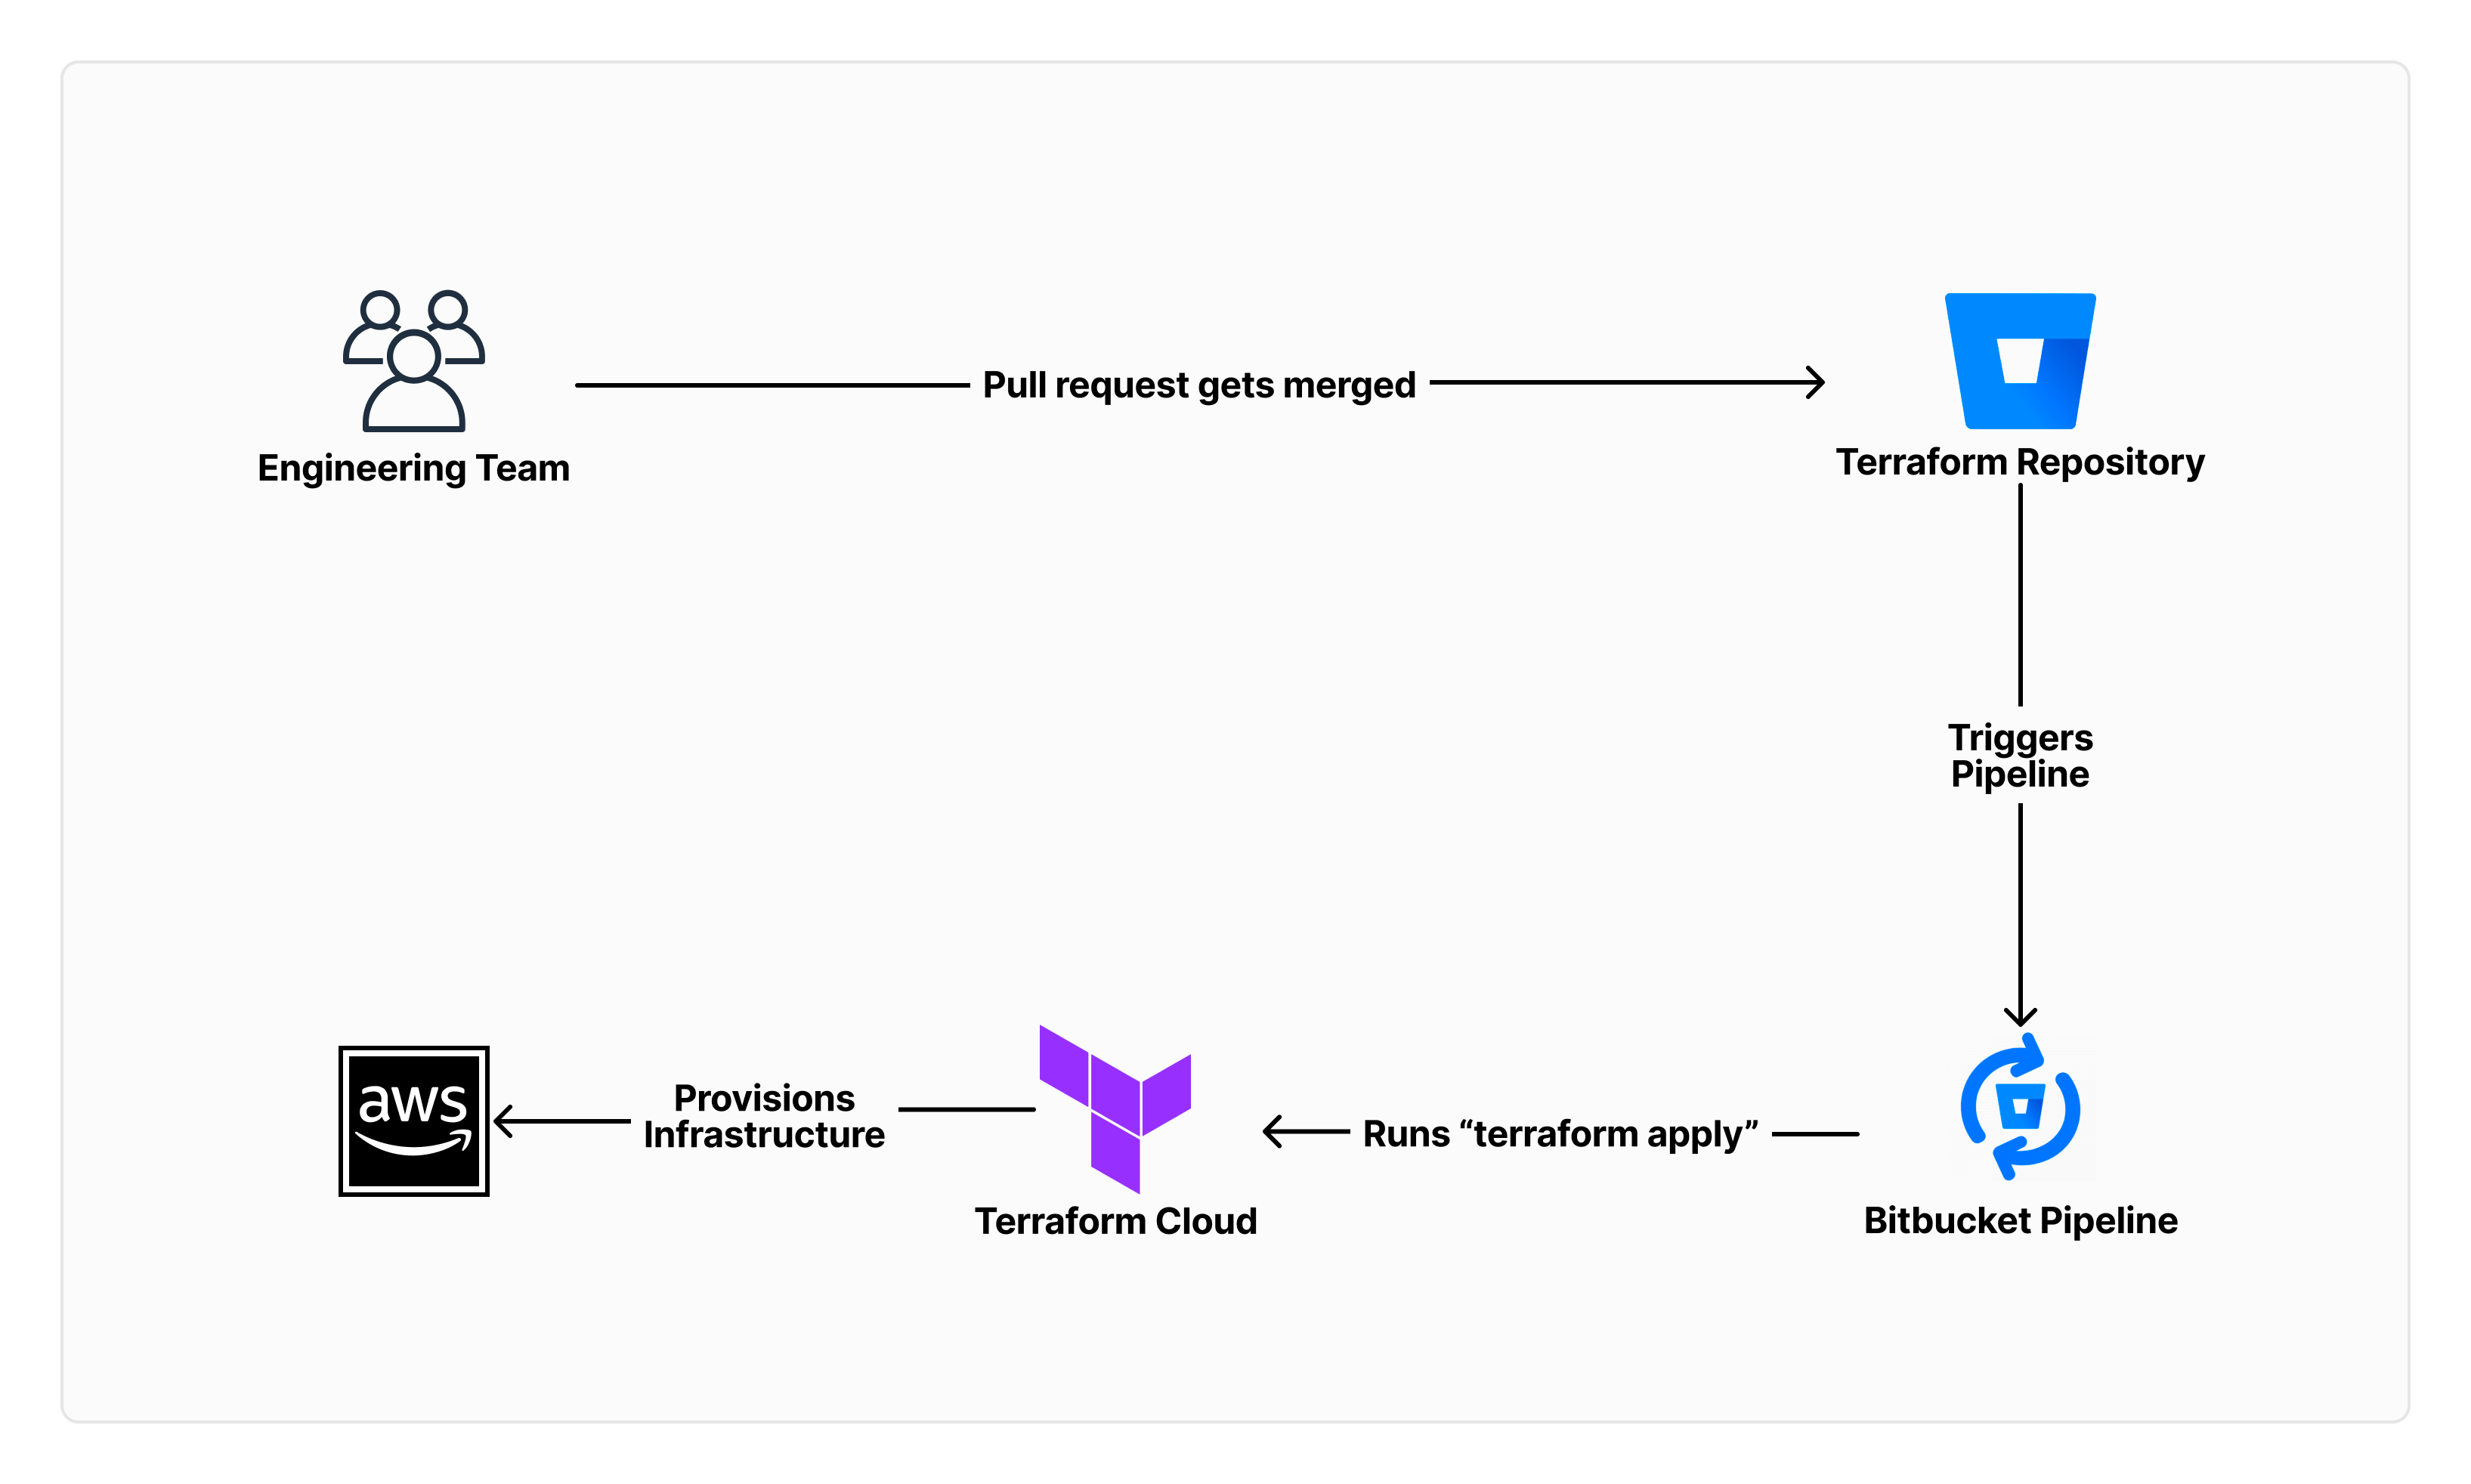 Engineering Team
Pull request gets merged
Terraform Repository
Triggers
Pipeline
Bitbucket Pipeline
Runs “terraform apply”
Terraform Cloud
Provisions
Infrastructure
aws